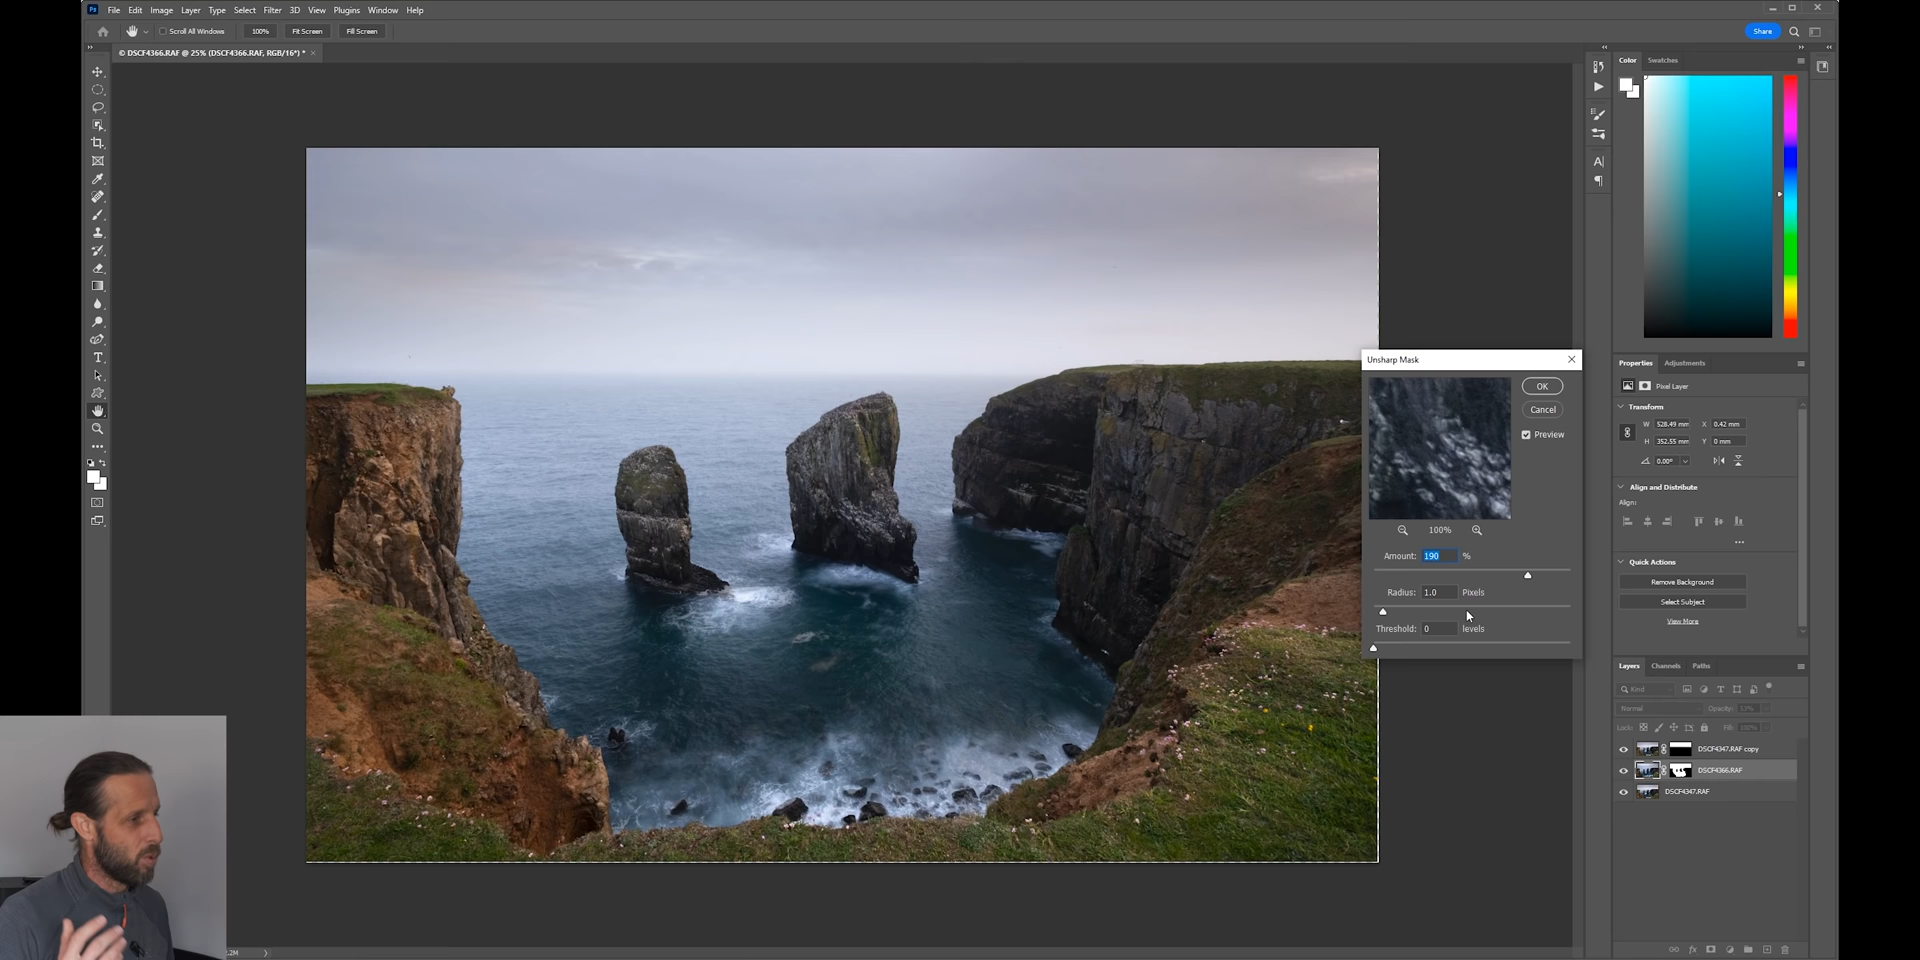 Ps File Edit Image Layer Type Select Filter 3D View Plugins Window Help
Scroll All Windows 100% Fit Screen Fill Screen Share
© DSCF4366.RAF @ 25% (DSCF4366.RAF, RGB/16*) * ×
Color Swatches
Unsharp Mask
OK
Cancel
Preview
100%
Amount: 190 %
Radius: 1.0 Pixels
Threshold: 0 levels
Properties Adjustments
Pixel Layer
Transform
W 528.49 mm X 0.42 mm
H 352.55 mm Y 0 mm
0.00°
Align and Distribute
Align:
Quick Actions
Remove Background
Select Subject
View More
Layers Channels Paths
Kind
Normal Opacity: 53%
Lock: Fill: 100%
DSCF4347.RAF copy
DSCF4366.RAF
DSCF4347.RAF